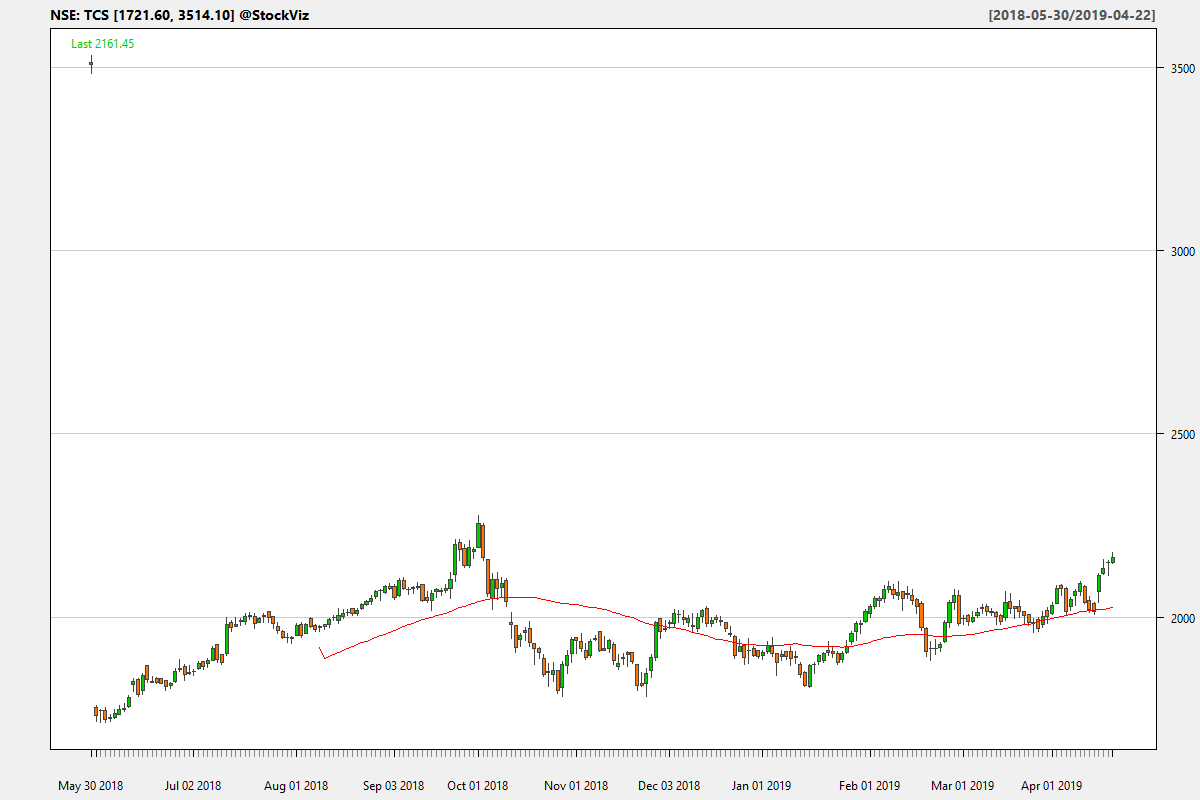 NSE: TCS [1721.60, 3514.10] @StockViz
[2018-05-30/2019-04-22]
Last 2161.45
3500
3000
2500
2000
May 30 2018 Jul 02 2018 Aug 01 2018 Sep 03 2018 Oct 01 2018 Nov 01 2018 Dec 03 2018 Jan 01 2019 Feb 01 2019 Mar 01 2019 Apr 01 2019